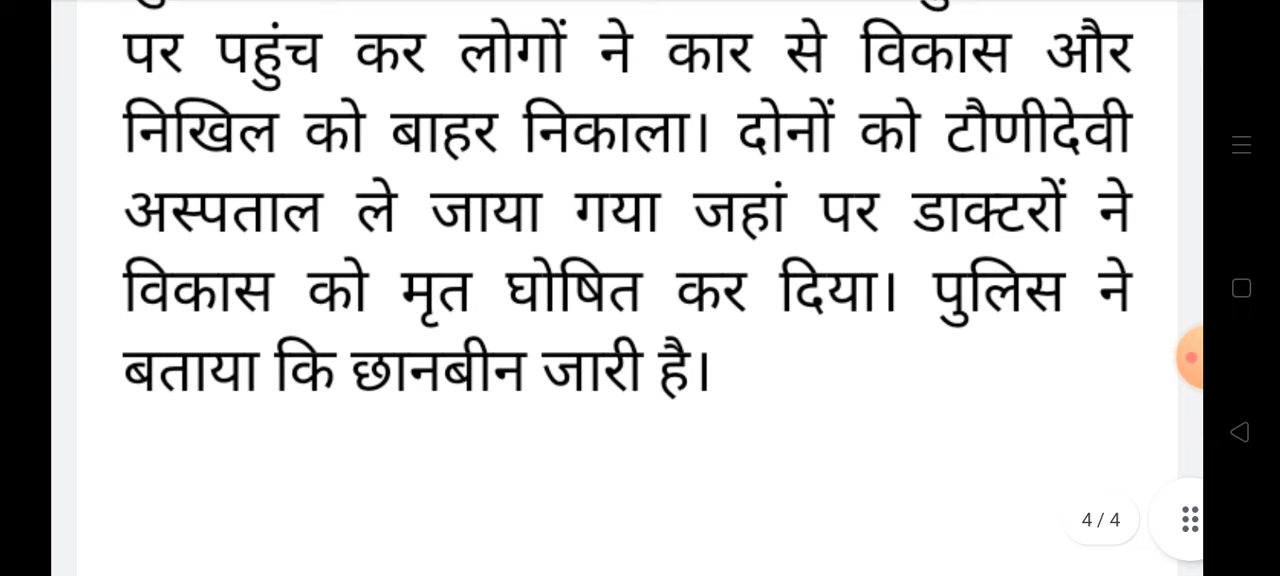 पर पहुंच कर लोगों ने कार से विकास और
निखिल को बाहर निकाला। दोनों को टौणीदेवी
अस्पताल ले जाया गया जहां पर डाक्टरों ने
विकास को मृत घोषित कर दिया। पुलिस ने
बताया कि छानबीन जारी है।
4 / 4